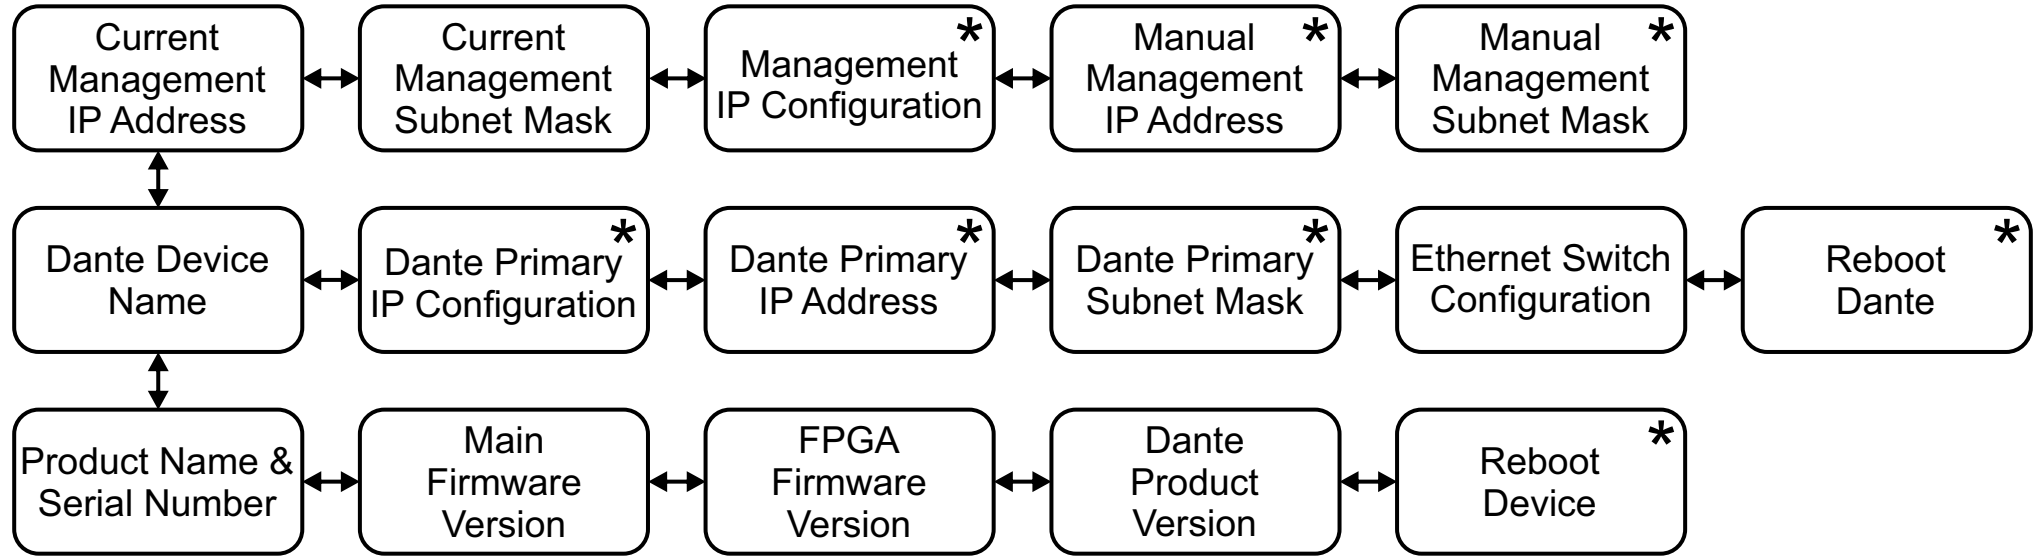 Current
Management
IP Address
Current
Management
Subnet Mask
*
Management
IP Configuration
Manual *
Management
IP Address
Manual *
Management
Subnet Mask
Dante Device
Name
*
Dante Primary
IP Configuration
*
Dante Primary
IP Address
*
Dante Primary
Subnet Mask
Ethernet Switch
Configuration
*
Reboot
Dante
Product Name &
Serial Number
Main
Firmware
Version
FPGA
Firmware
Version
Dante
Product
Version
*
Reboot
Device